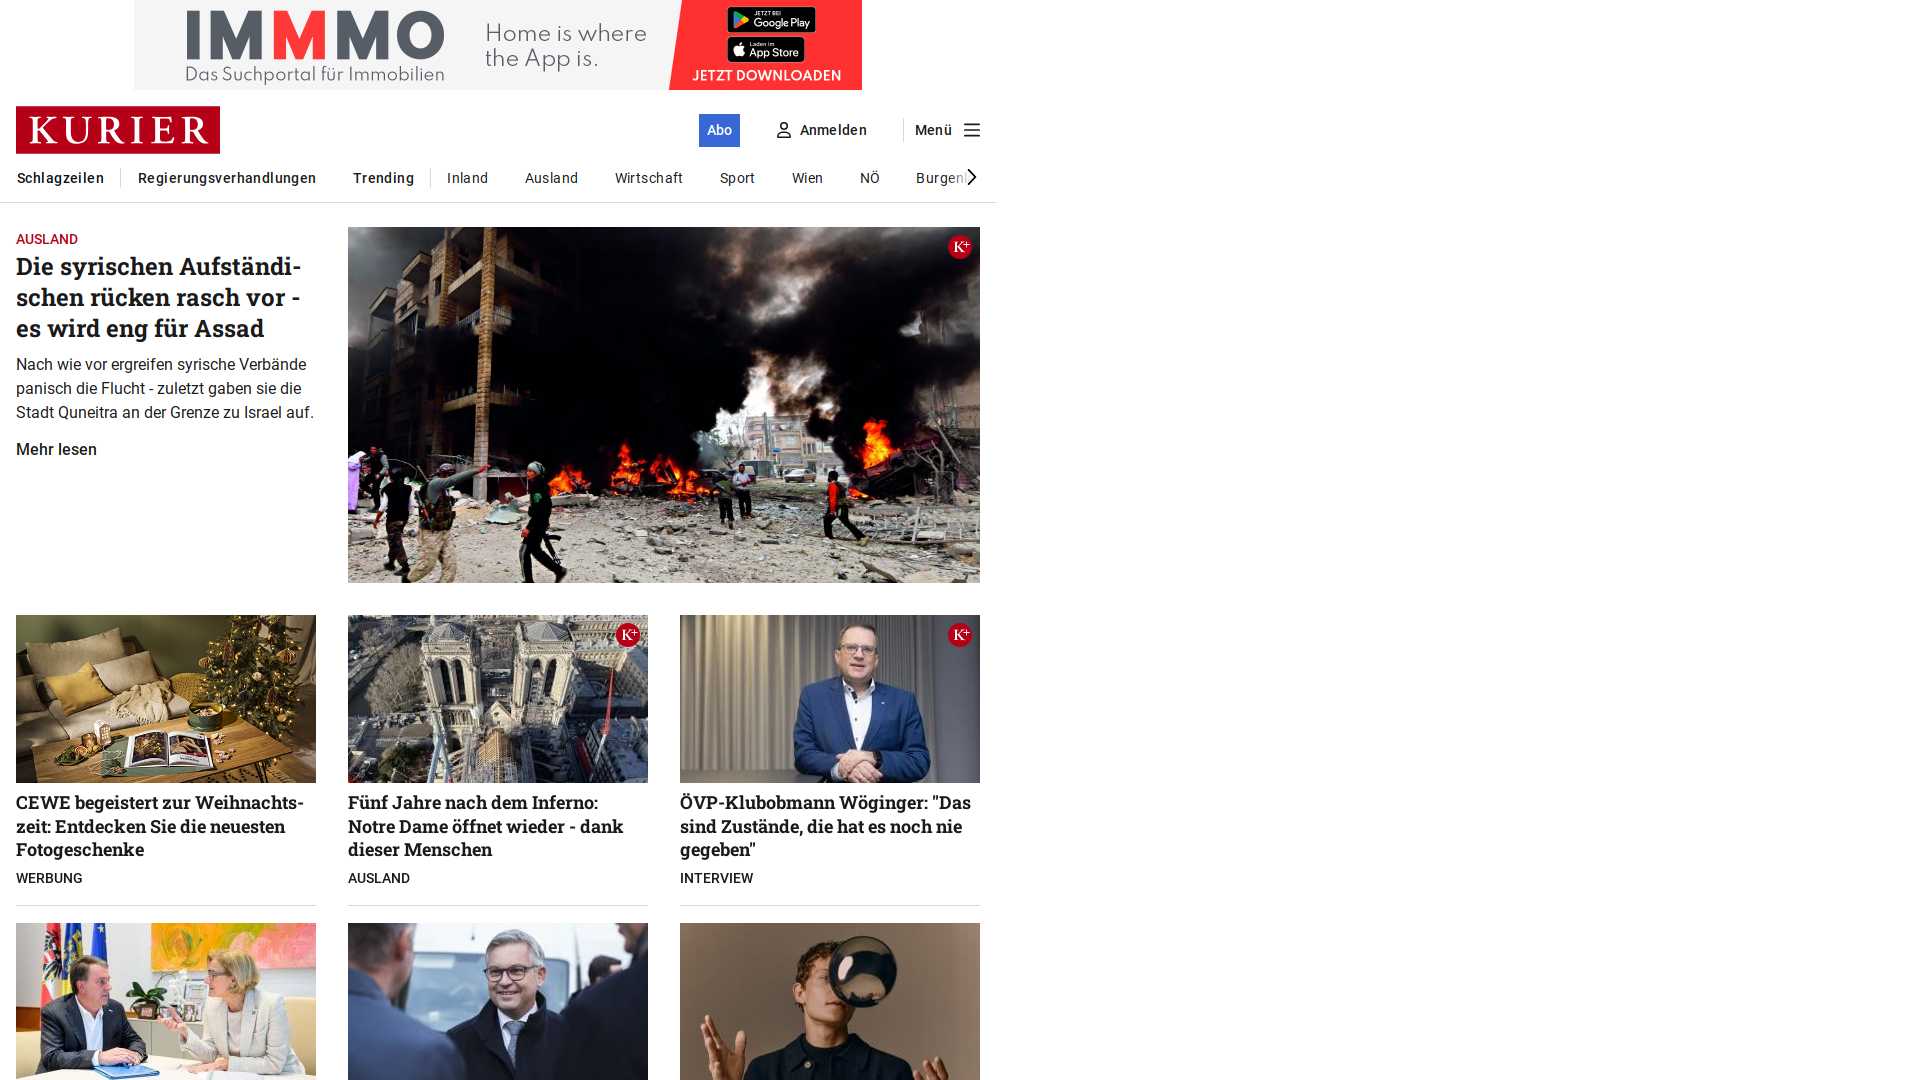 IMMMO
Das Suchportal für Immobilien
Home is where
the App is.
JETZT BEI
Google Play
Laden im
App Store
JETZT DOWNLOADEN
KURIER
Abo
Anmelden
Menü
Schlagzeilen
Regierungsverhandlungen
Trending
Inland
Ausland
Wirtschaft
Sport
Wien
NÖ
AUSLAND
Die syrischen Aufständi-
schen rücken rasch vor -
es wird eng für Assad
Nach wie vor ergreifen syrische Verbände
panisch die Flucht - zuletzt gaben sie die
Stadt Quneitra an der Grenze zu Israel auf.
Mehr lesen
K+
CEWE begeistert zur Weihnachts-
zeit: Entdecken Sie die neuesten
Fotogeschenke
WERBUNG
K+
Fünf Jahre nach dem Inferno:
Notre Dame öffnet wieder - dank
dieser Menschen
AUSLAND
K+
ÖVP-Klubobmann Wöginger: "Das
sind Zustände, die hat es noch nie
gegeben"
INTERVIEW